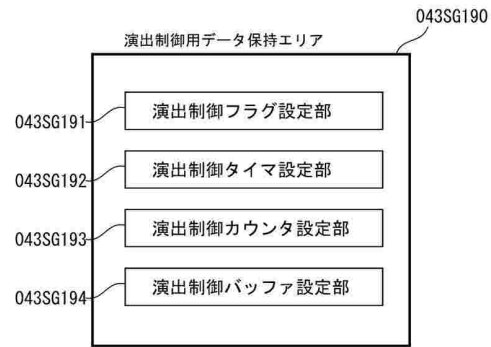 043SG190
演出制御用データ保持エリア
043SG191
演出制御フラグ設定部
043SG192
演出制御タイマ設定部
043SG193
演出制御カウンタ設定部
043SG194
演出制御バッファ設定部